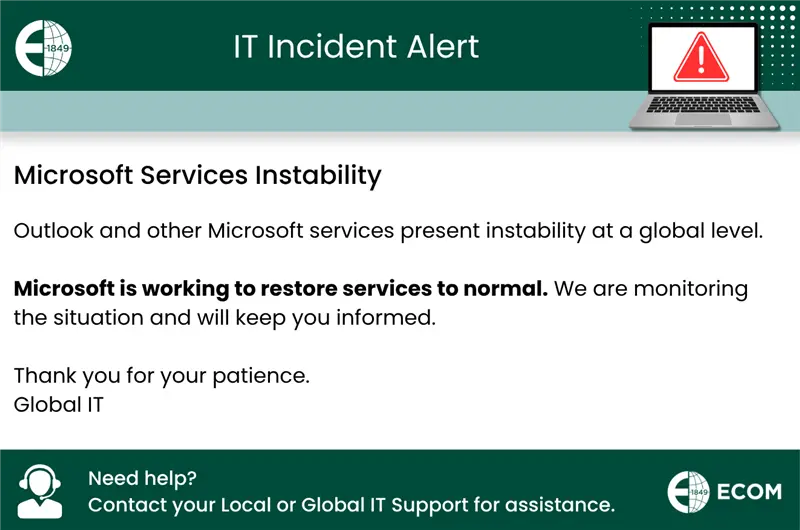 1849
IT Incident Alert
Microsoft Services Instability
Outlook and other Microsoft services present instability at a global level.
Microsoft is working to restore services to normal. We are monitoring
the situation and will keep you informed.
Thank you for your patience.
Global IT
Need help?
Contact your Local or Global IT Support for assistance.
1849
ECOM